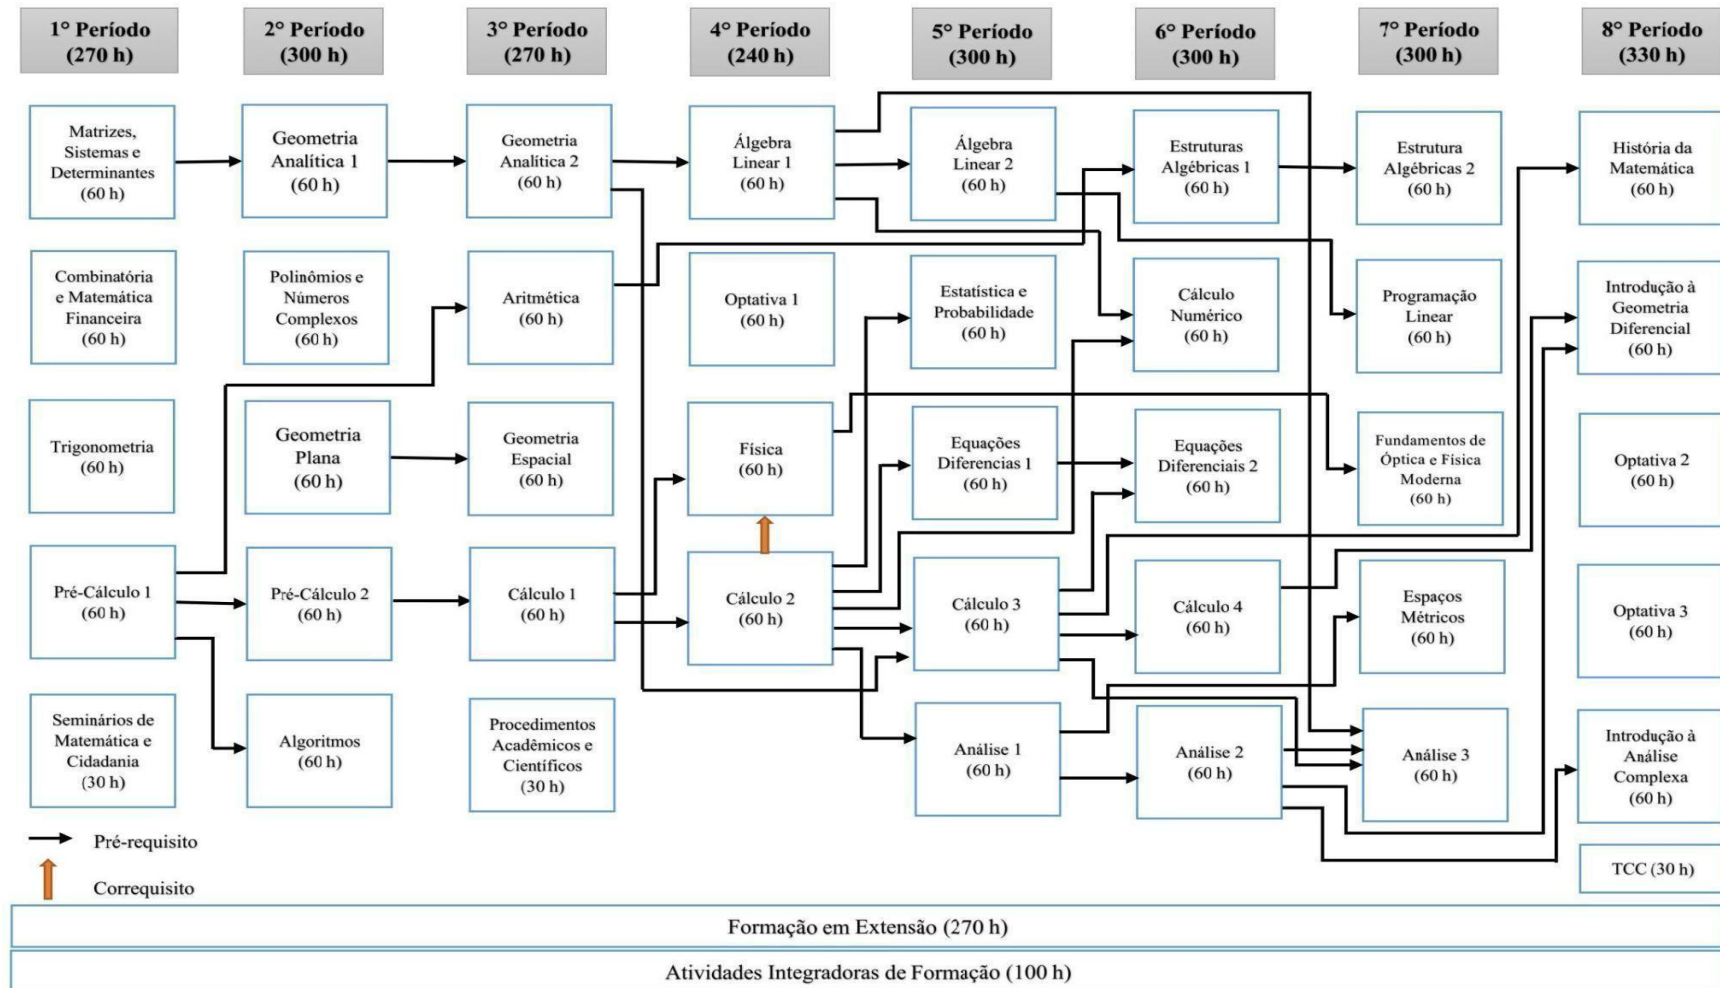 1° Período
(270 h)
2° Período
(300 h)
3° Período
(270 h)
4° Período
(240 h)
5° Período
(300 h)
6° Período
(300 h)
7° Período
(300 h)
8° Período
(330 h)
Matrizes,
Sistemas e
Determinantes
(60 h)
Geometria
Analítica 1
(60 h)
Geometria
Analítica 2
(60 h)
Álgebra
Linear 1
(60 h)
Álgebra
Linear 2
(60 h)
Estruturas
Algébricas 1
(60 h)
Estrutura
Algébricas 2
(60 h)
História da
Matemática
(60 h)
Combinatória
e Matemática
Financeira
(60 h)
Polinômios e
Números
Complexos
(60 h)
Aritmética
(60 h)
Optativa 1
(60 h)
Estatística e
Probabilidade
(60 h)
Cálculo
Numérico
(60 h)
Programação
Linear
(60 h)
Introdução à
Geometria
Diferencial
(60 h)
Trigonometria
(60 h)
Geometria
Plana
(60 h)
Geometria
Espacial
(60 h)
Física
(60 h)
Equações
Diferencias 1
(60 h)
Equações
Diferenciais 2
(60 h)
Fundamentos de
Óptica e Física
Moderna
(60 h)
Optativa 2
(60 h)
Pré-Cálculo 1
(60 h)
Pré-Cálculo 2
(60 h)
Cálculo 1
(60 h)
Cálculo 2
(60 h)
Cálculo 3
(60 h)
Cálculo 4
(60 h)
Espaços
Métricos
(60 h)
Optativa 3
(60 h)
Seminários de
Matemática e
Cidadania
(30 h)
Algoritmos
(60 h)
Procedimentos
Acadêmicos e
Científicos
(30 h)
Análise 1
(60 h)
Análise 2
(60 h)
Análise 3
(60 h)
Introdução à
Análise
Complexa
(60 h)
Pré-requisito
Correquisito
TCC (30 h)
Formação em Extensão (270 h)
Atividades Integradoras de Formação (100 h)